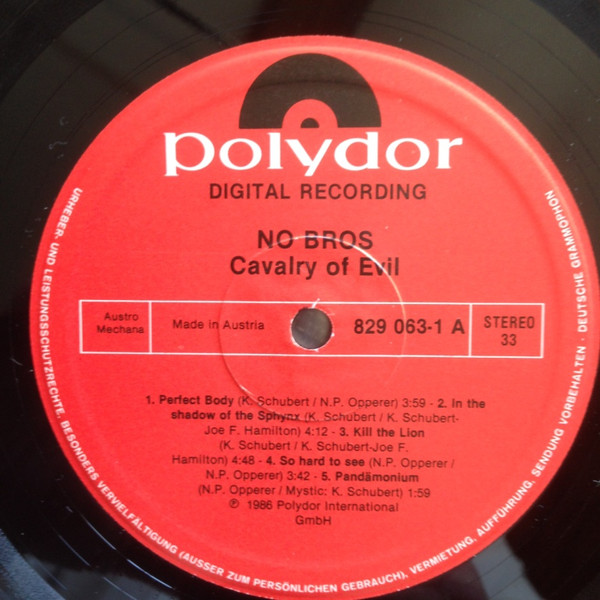 polydor
DIGITAL RECORDING
NO BROS
Cavalry of Evil
Austro
Mechana
Made in Austria
829 063-1 A
STEREO
33
1. Perfect Body (K. Schubert / N.P. Opperer) 3:59 - 2. In the
shadow of the Sphynx (K. Schubert / K. Schubert-
Joe F. Hamilton) 4:12 - 3. Kill the Lion
(K. Schubert / K. Schubert-Joe F.
Hamilton) 4:48 - 4. So hard to see (N.P. Opperer /
N.P. Opperer) 3:42 - 5. Pandämonium
(N.P. Opperer / Mystic: K. Schubert) 1:59
℗ 1986 Polydor International
GmbH
URHEBER- UND LEISTUNGSSCHUTZRECHTE, BESONDERS VERVIELFÄLTIGUNG (AUSSER ZUM PERSÖNLICHEN GEBRAUCH), VERMIETUNG, AUFFÜHRUNG, SENDUNG VORBEHALTEN · DEUTSCHE GRAMMOPHON